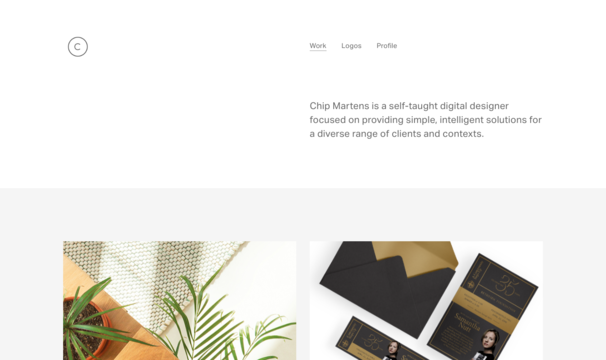 C
Work Logos Profile
Chip Martens is a self-taught digital designer
focused on providing simple, intelligent solutions for
a diverse range of clients and contexts.